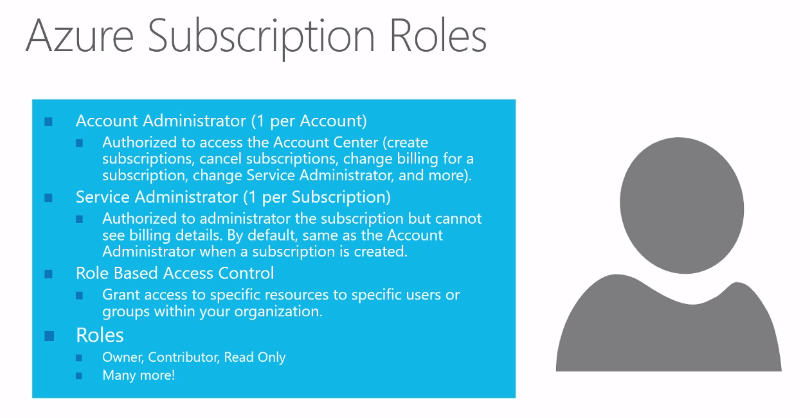 Azure Subscription Roles
Account Administrator (1 per Account)
Authorized to access the Account Center (create
subscriptions, cancel subscriptions, change billing for a
subscription, change Service Administrator, and more).
Service Administrator (1 per Subscription)
Authorized to administrator the subscription but cannot
see billing details. By default, same as the Account
Administrator when a subscription is created.
Role Based Access Control
Grant access to specific resources to specific users or
groups within your organization.
Roles
Owner, Contributor, Read Only
Many more!